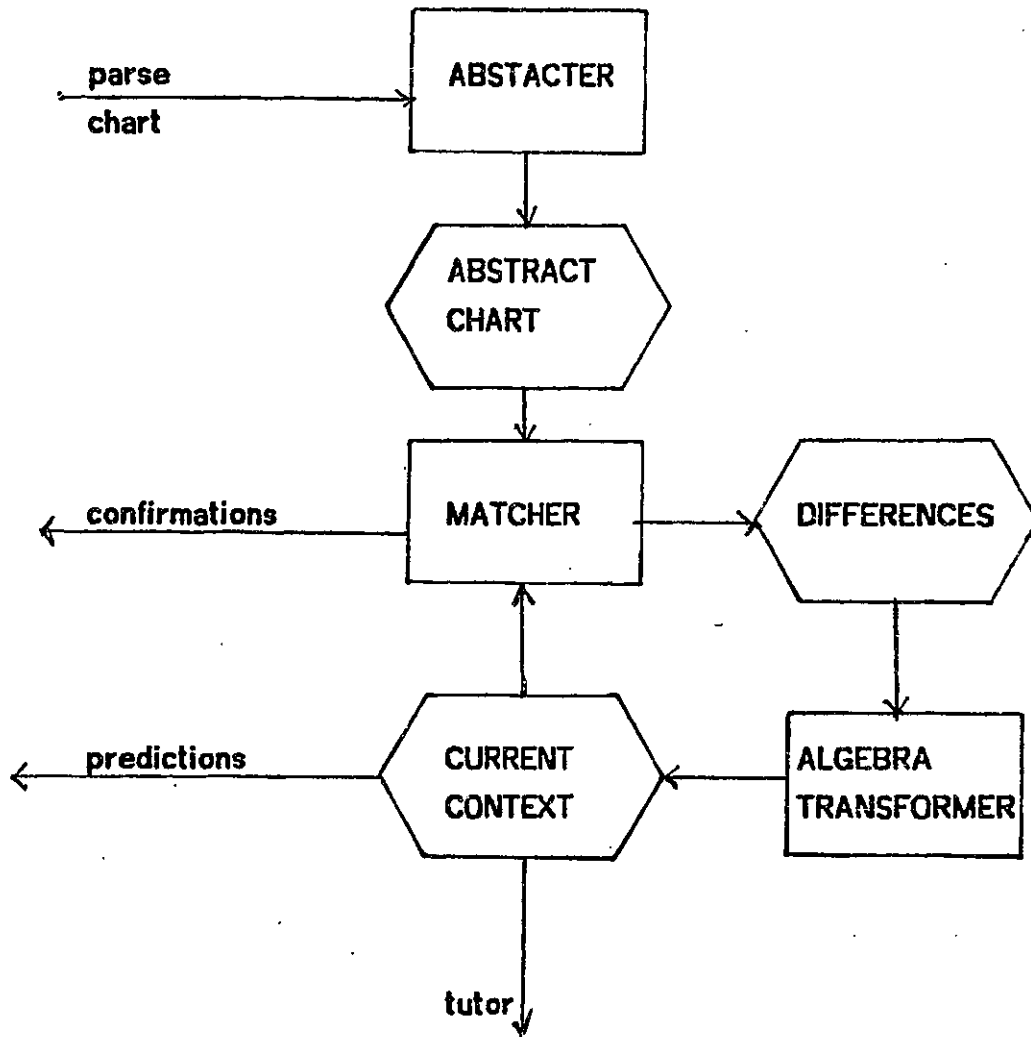 parse
chart
ABSTACTER
ABSTRACT
CHART
confirmations
MATCHER
DIFFERENCES
predictions
CURRENT
CONTEXT
ALGEBRA
TRANSFORMER
tutor